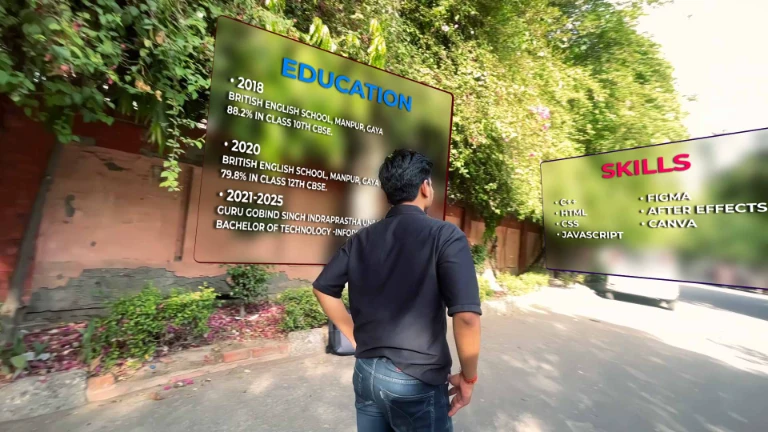 EDUCATION
• 2018
BRITISH ENGLISH SCHOOL, MANPUR, GAYA
88.2% IN CLASS 10TH CBSE.
• 2020
BRITISH ENGLISH SCHOOL, MANPUR, GAYA
79.8% IN CLASS 12TH CBSE.
• 2021-2025
GURU GOBIND SINGH INDRAPRASTHA
BACHELOR OF TECHNOLOGY -
SKILLS
• C++
• HTML
• CSS
• JAVASCRIPT
• FIGMA
• AFTER EFFECTS
• CANVA